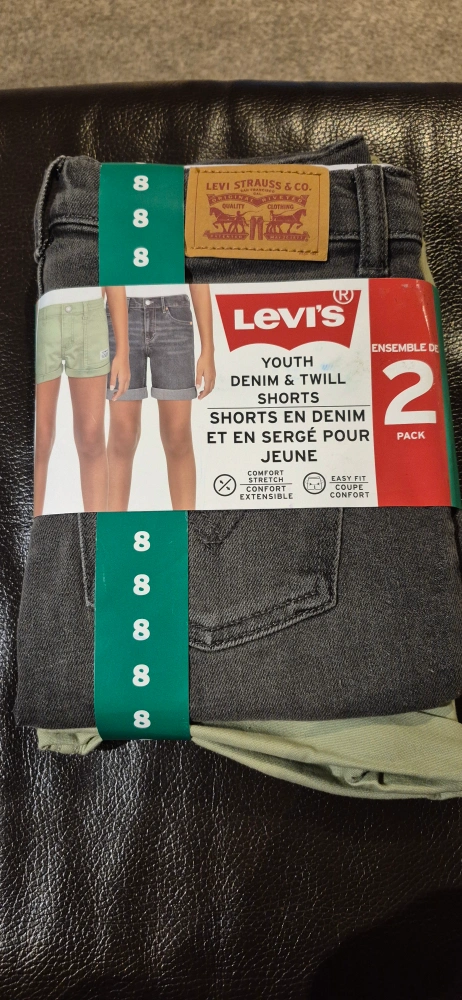 8
8
8
LEVI STRAUSS & CO.
ORIGINAL RIVETED
QUALITY CLOTHING
LEVI'S®
YOUTH
DENIM & TWILL
SHORTS
SHORTS EN DENIM
ET EN SERGÉ POUR
JEUNE
COMFORT
STRETCH
CONFORT
EXTENSIBLE
EASY FIT
COUPE
CONFORT
ENSEMBLE DE
2
PACK
8
8
8
8
8